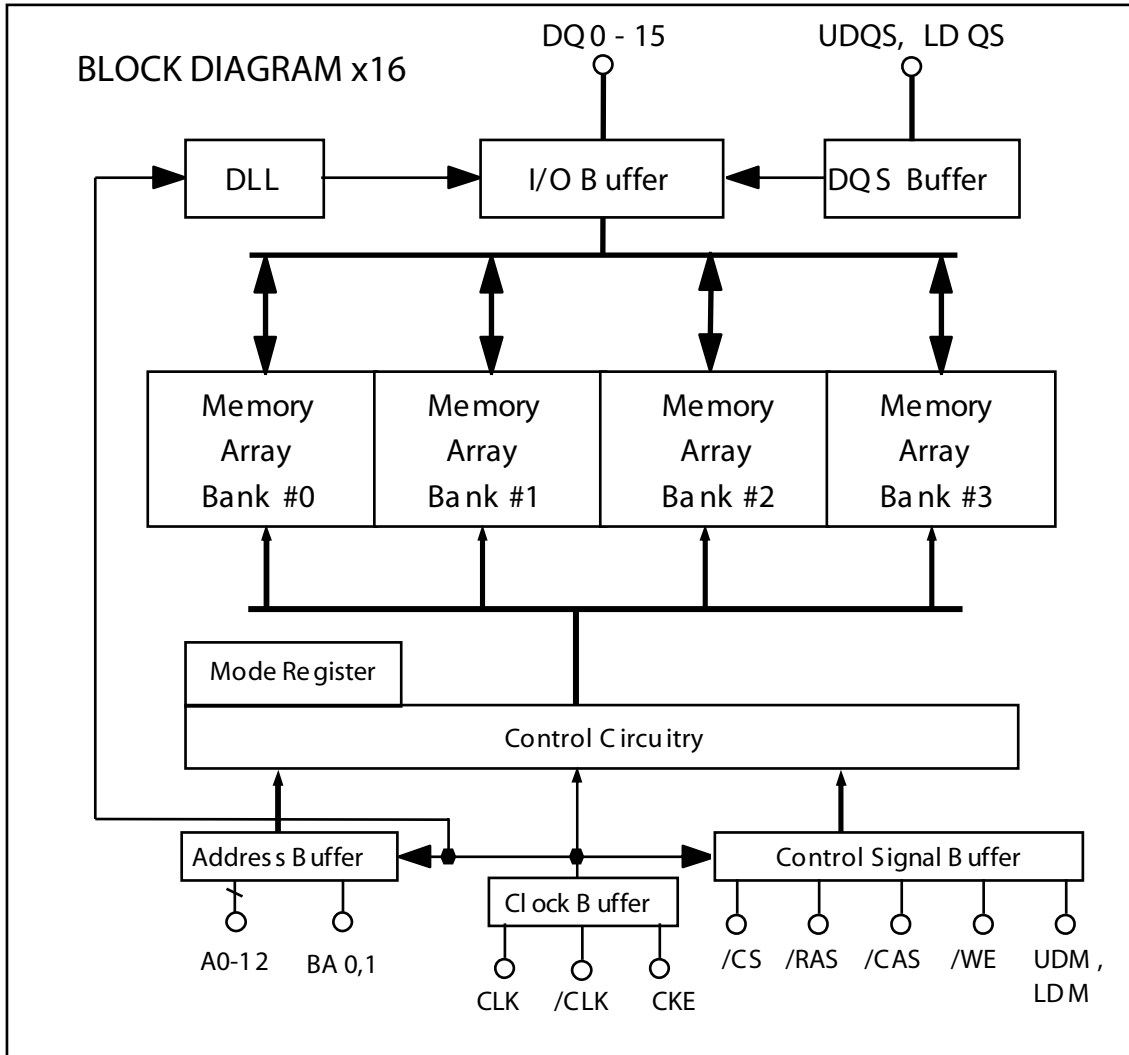 BLOCK DIAGRAM x16
DQ0 - 15
UDQS, LDQS
DLL
I/O Buffer
DQS Buffer
Memory Array Bank #0
Memory Array Bank #1
Memory Array Bank #2
Memory Array Bank #3
Mode Register
Control Circuitry
Address Buffer
Clock Buffer
Control Signal Buffer
A0-12
BA 0,1
CLK
/CLK
CKE
/CS
/RAS
/CAS
/WE
UDM,
LDM